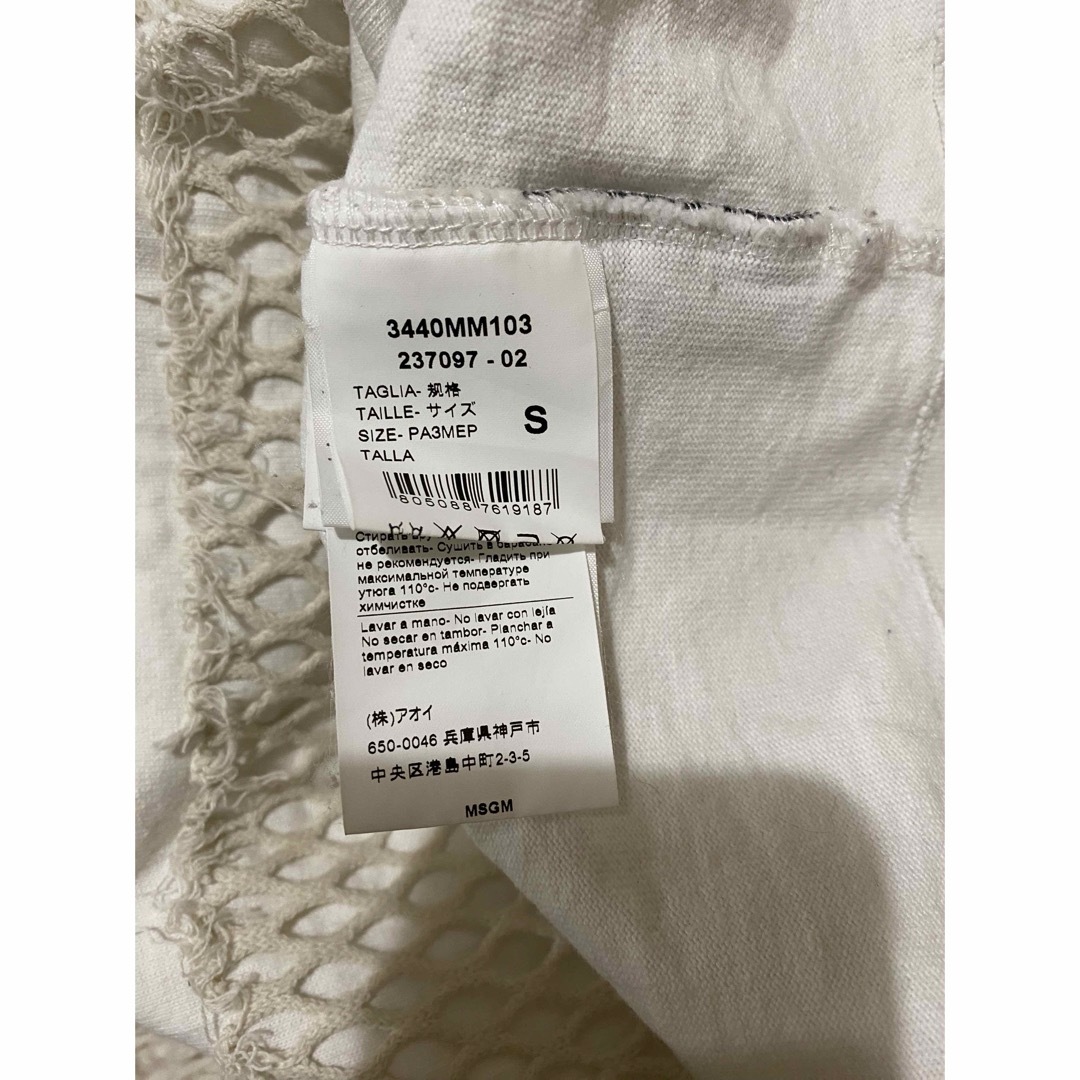 3440MM103
237097 - 02
TAGLIA- 规格
TAILLE- サイズ
SIZE- РАЗМЕР
TALLA
S
805088 7619187
Стирать
отбеливать- Сушить в барабане
не рекомендуется- Гладить при
максимальной температуре
утюга 110°c- Не подвергать
химчистке
Lavar a mano- No lavar con lejía
No secar en tambor- Planchar a
temperatura máxima 110°c- No
lavar en seco
(株)アオイ
650-0046 兵庫県神戸市
中央区港島中町2-3-5
MSGM